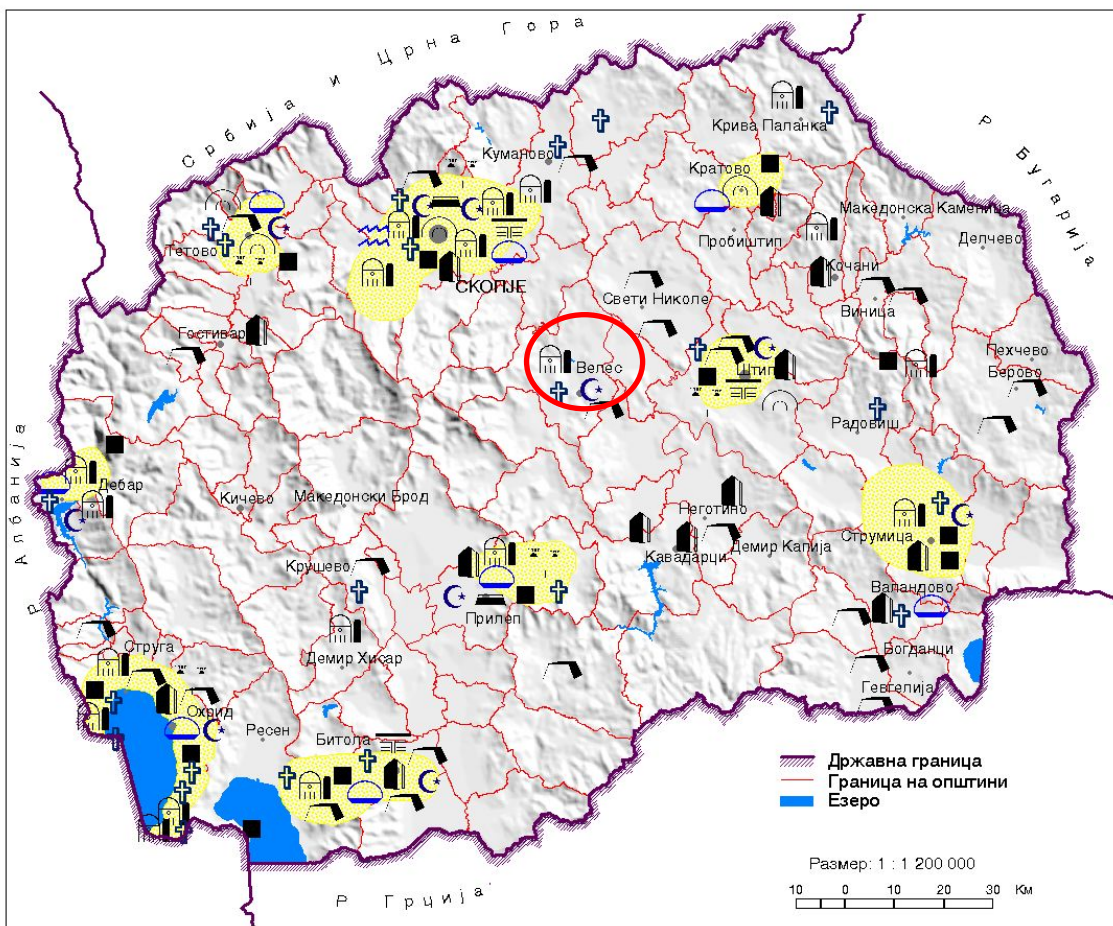 Србија и Црна Гора
Р Бугарија
Р Албанија
Р Грција
Крива Паланка
Куманово
Кратово
Македонска Каменица
Делчево
Пробиштип
Тетово
СКОПЈЕ
Кочани
Свети Николе
Виница
Гостивар
Пехчево
Велес
Штип
Берово
Радовиш
Дебар
Кичево
Македонски Брод
Неготино
Струмица
Кавадарци
Демир Капија
Крушево
Валандово
Прилеп
Струга
Демир Хисар
Богданци
Гевгелија
Охрид
Ресен
Битола
Државна граница
Граница на општини
Езеро
Размер: 1 : 1 200 000
10 0 10 20 30 Км